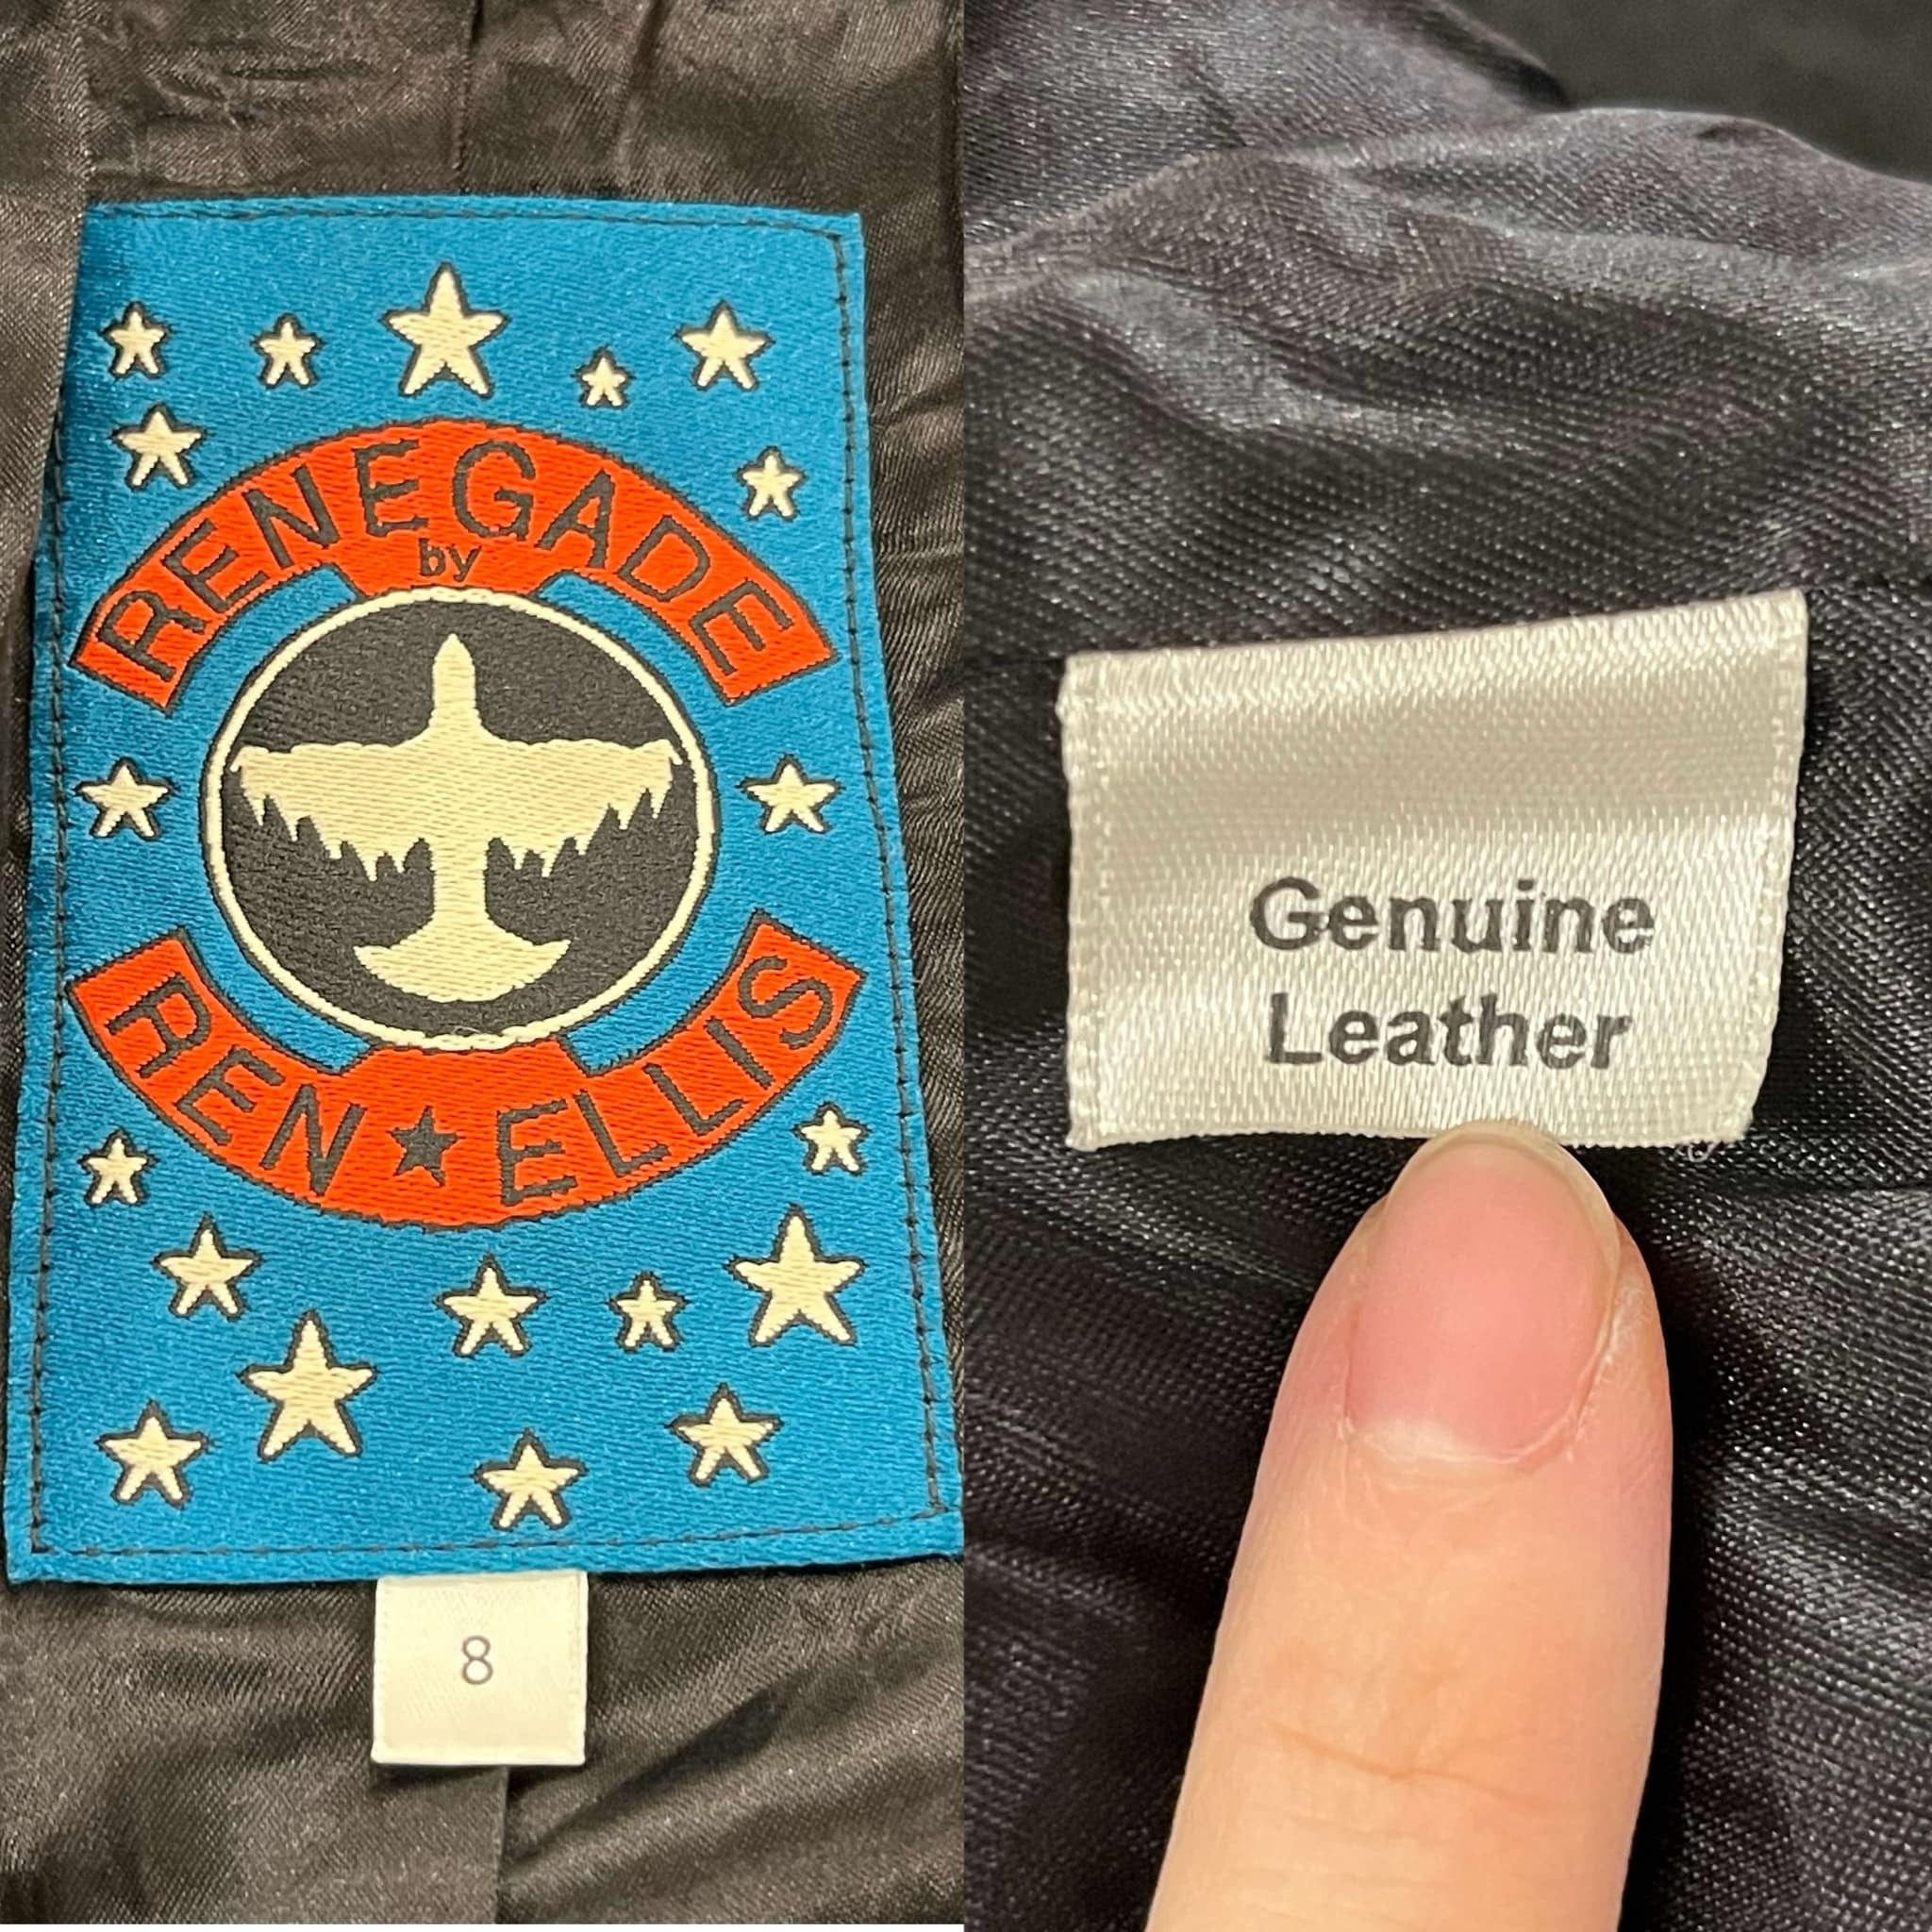 RENEGADE
by
REN★ELLIS
8
Genuine
Leather